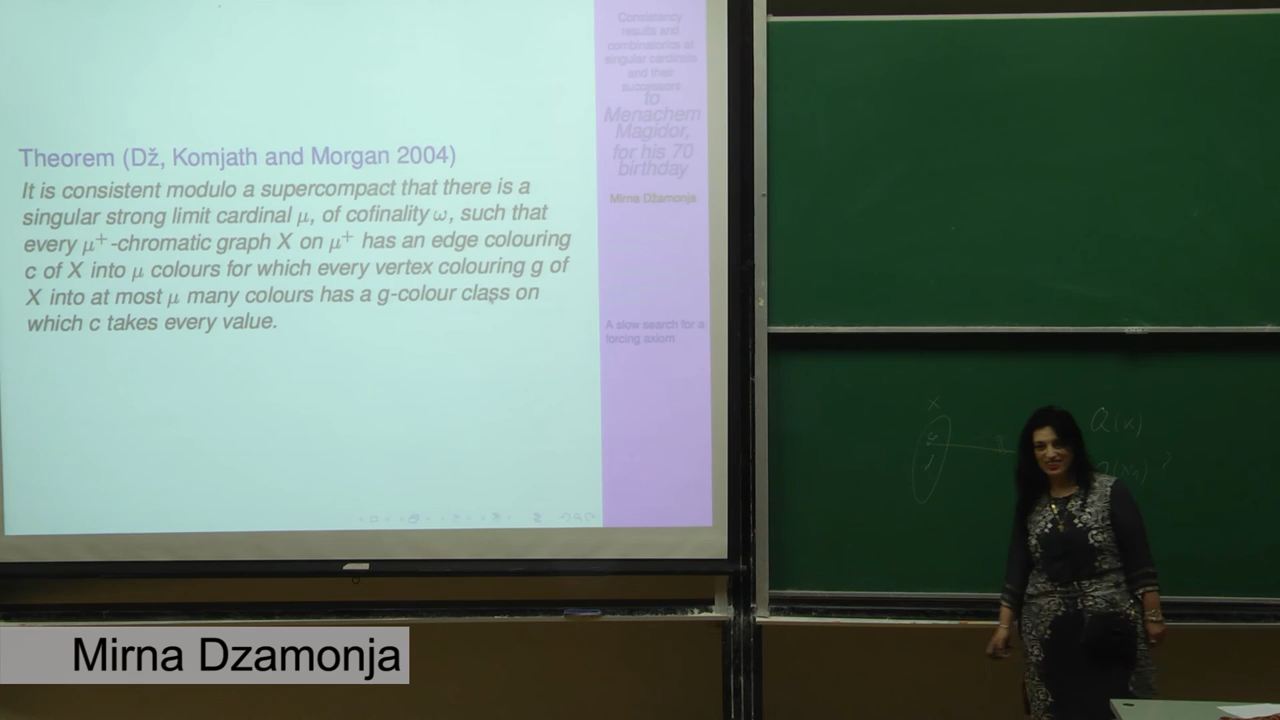 Theorem (Dž, Komjath and Morgan 2004)
It is consistent modulo a supercompact that there is a
singular strong limit cardinal μ, of cofinality ω, such that
every μ⁺-chromatic graph X on μ⁺ has an edge colouring
c of X into μ colours for which every vertex colouring g of
X into at most μ many colours has a g-colour class on
which c takes every value.
Consistency
results and
combinatorics at
singular cardinals
and their
successors
to
Menachem
Magidor,
for his 70
birthday
Mirna Džamonja
A slow search for a
forcing axiom
X
Q(X)
Mirna Dzamonja